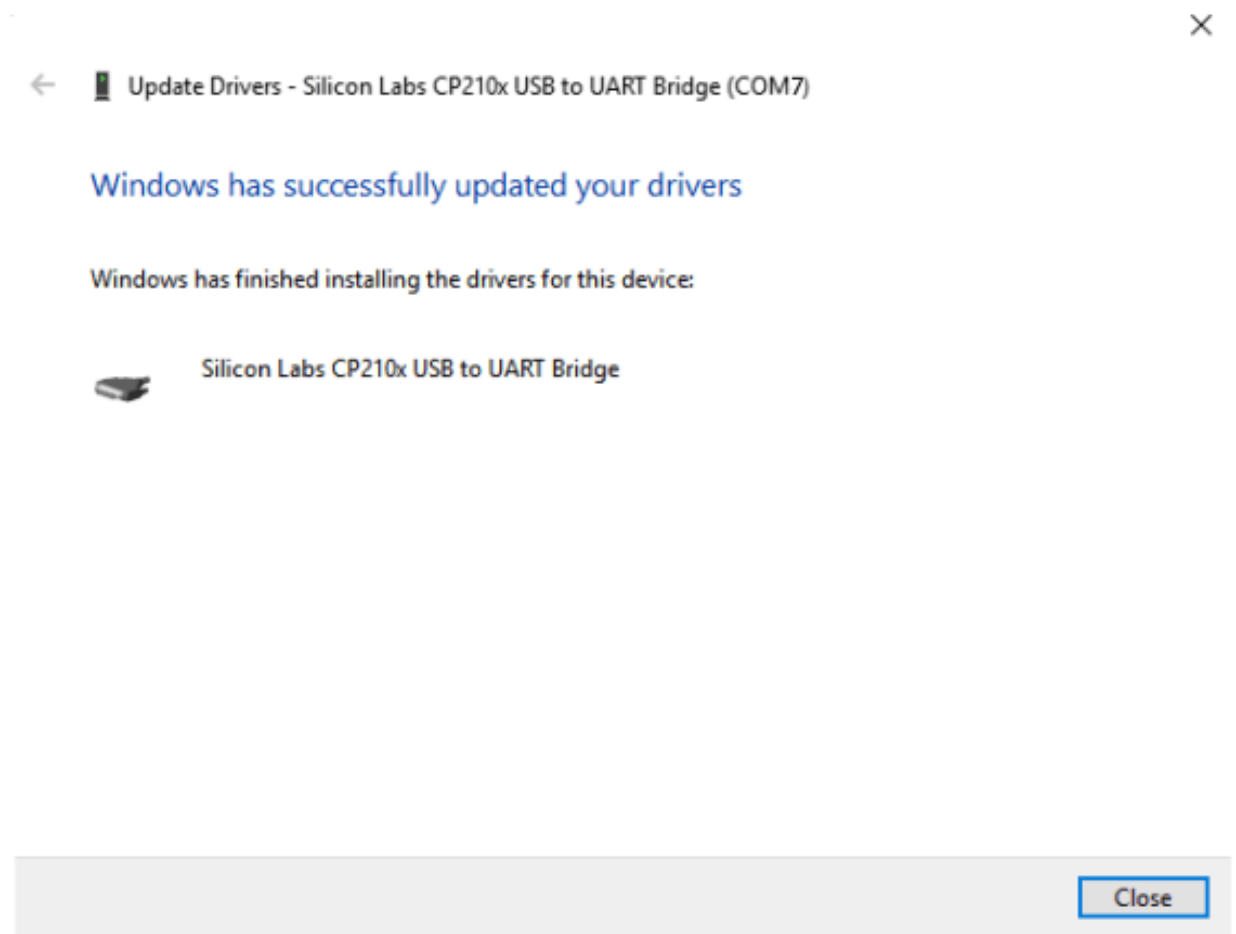 Update Drivers - Silicon Labs CP210x USB to UART Bridge (COM7)
Windows has successfully updated your drivers
Windows has finished installing the drivers for this device:
Silicon Labs CP210x USB to UART Bridge
Close